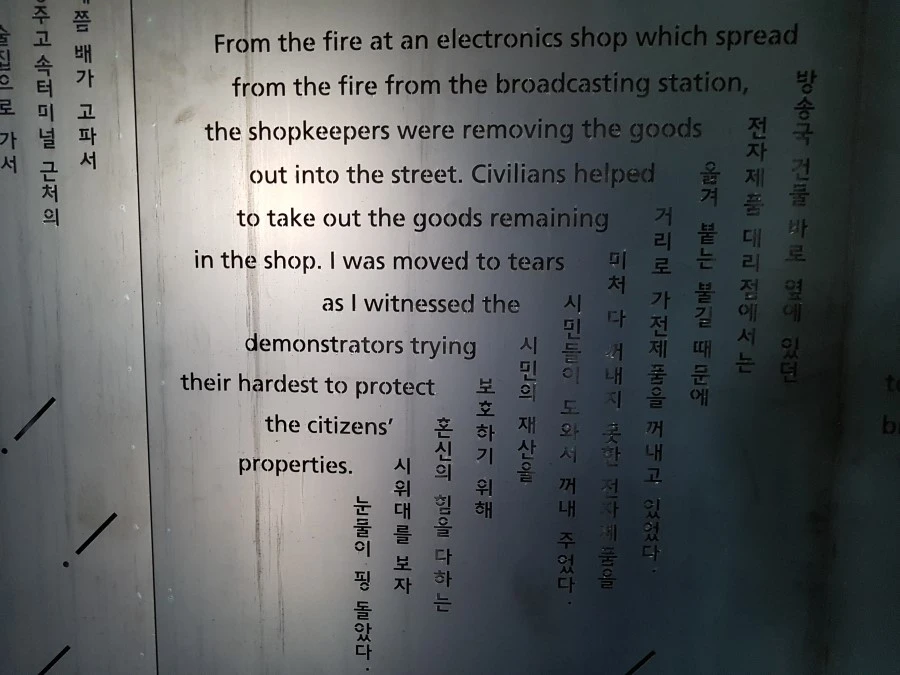 From the fire at an electronics shop which spread
from the fire from the broadcasting station,
the shopkeepers were removing the goods
out into the street. Civilians helped
to take out the goods remaining
in the shop. I was moved to tears
as I witnessed the
demonstrators trying
their hardest to protect
the citizens’
properties.
방송국 건물 바로 옆에 있던
전자제품 대리점에서는
옮겨 붙는 불길 때문에
거리로 가전제품을 꺼내고 있었다.
미처 다 꺼내지 못한 전자제품을
시민들이 도와서 꺼내 주었다.
시민의 재산을
보호하기 위해
혼신의 힘을 다하는
시위대를 보자
눈물이 핑 돌았다.
쯤 배가 고파서
주고속터미널 근처의
술집으로 가서